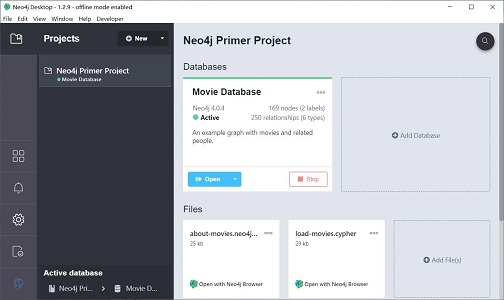 Neo4j Desktop - 1.2.9 - offline mode enabled
File Edit View Window Help Developer
Projects
New
Neo4j Primer Project
Movie Database
Active database
Neo4j Pri... > Movie D...
Neo4j Primer Project
Databases
Movie Database
Neo4j 4.0.4 169 nodes (2 labels)
Active 250 relationships (6 types)
An example graph with movies and related
people.
Open
Stop
Add Database
Files
about-movies.neo4j...
25 kb
Open with Neo4j Browser
load-movies.cypher
29 kb
Open with Neo4j Browser
Add File(s)